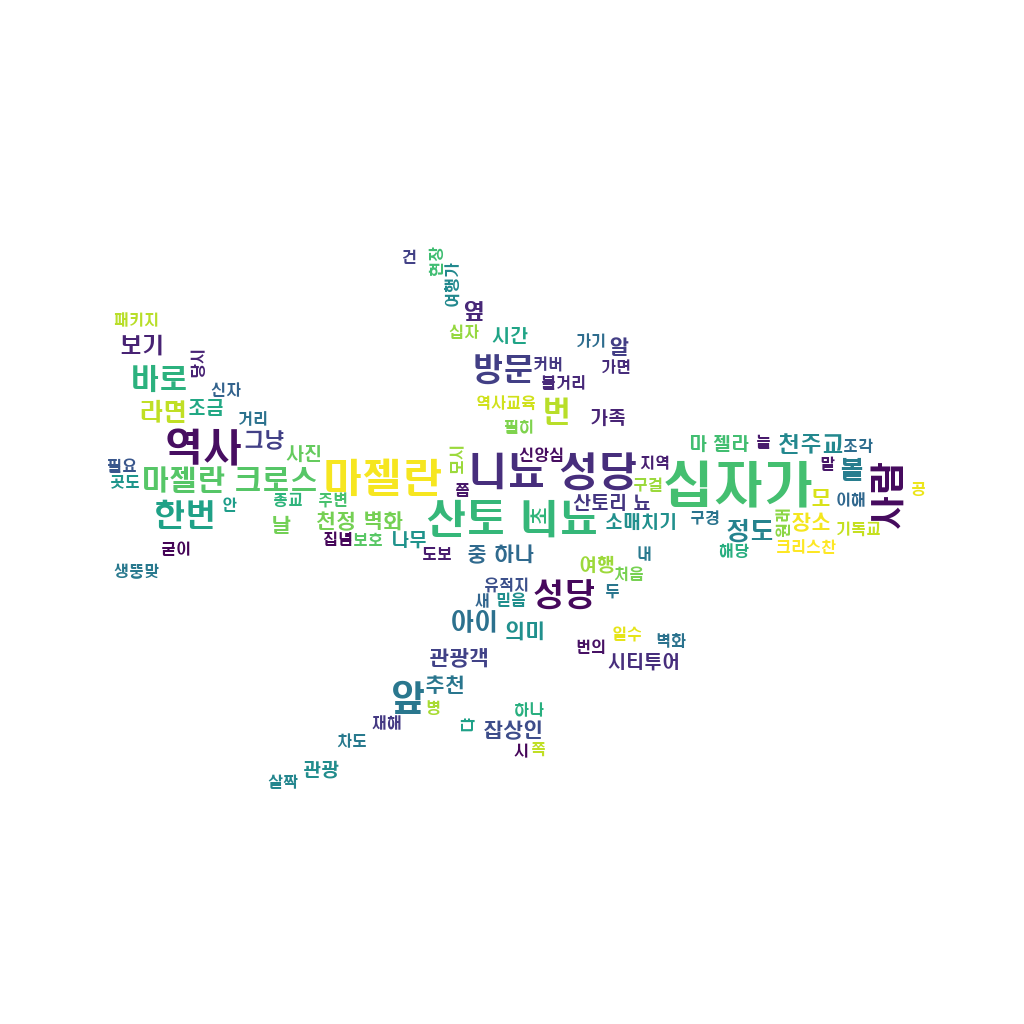 건
현장
여행가
옆
패키지
십자
시간
보기
가기
알
당시
방문
커버
가면
바로
신자
볼거리
라면
조금
역사교육
번
가족
거리
필히
역사
그냥
사진
모시
니뇨 성당
신앙심
지역
마 젤라
늘
천주교
조각
필요
곳도
마젤란 크로스
마젤란
쯤
구걸
십자가
말
볼
사람
공
한번
안
종교
주변
산토 니뇨
초
산토리 뇨
모
이해
날
천정 벽화
소매치기
구경
정도
원래
장소
기독교
굳이
집념
보호
나무
도보
중 하나
내
해당
크리스찬
생뚱맞
여행
처음
유적지
성당
두
새
믿음
아이
의미
일수
벽화
번의
관광객
시티투어
추천
앞
병
하나
재해
다
잡상인
차도
시
쪽
관광
살짝